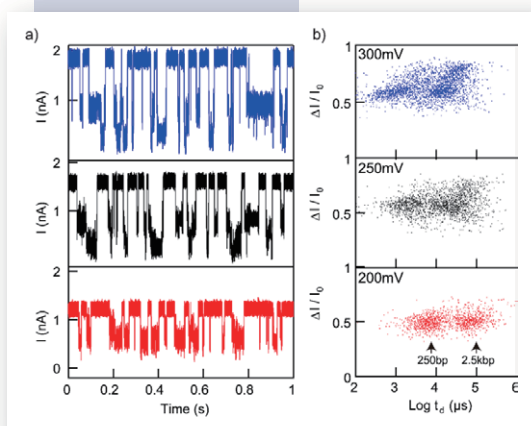 a)
b)
2
1
I (nA)
2
1
I (nA)
2
1
0
I (nA)
0
0.2
0.4
0.6
0.8
1
Time (s)
1
300mV
0.5
ΔI / I₀
1
250mV
0.5
ΔI / I₀
1
200mV
0.5
0
ΔI / I₀
250bp
2.5kbp
2
3
4
5
6
Log t_d (µs)